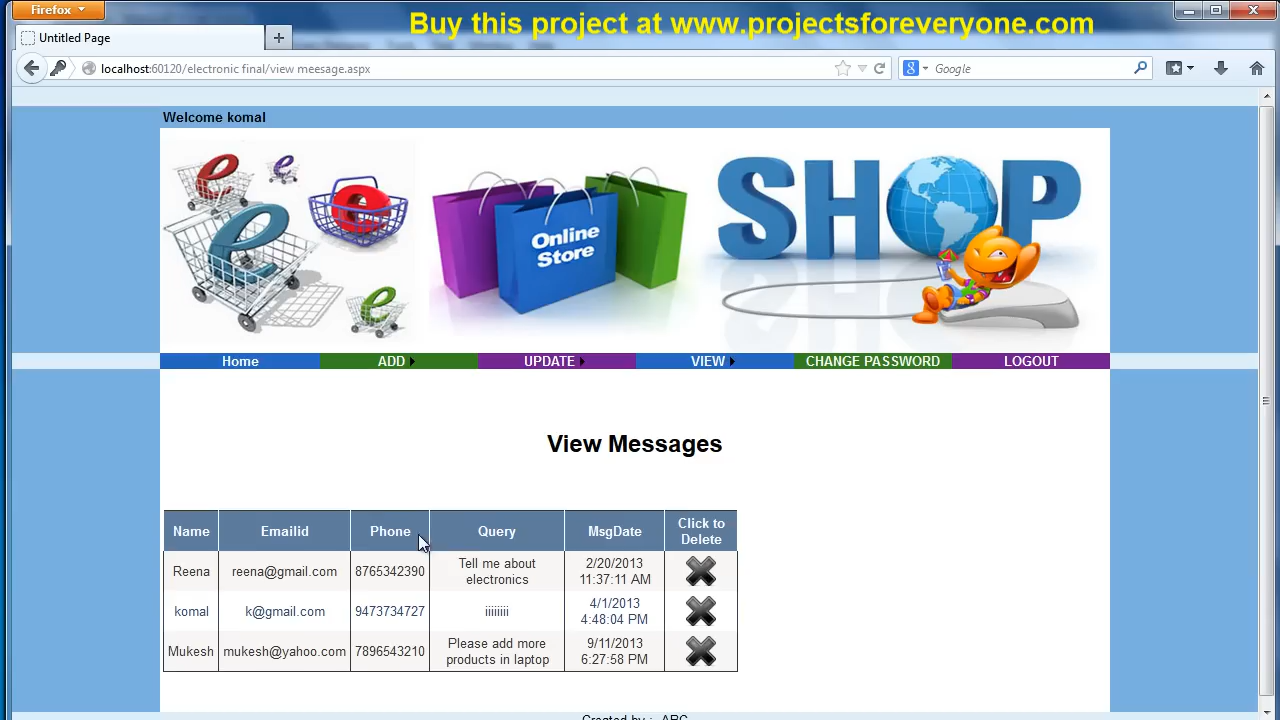 Firefox
Buy this project at www.projectsforeveryone.com
Untitled Page
localhost:60120/electronic final/view meesage.aspx
Google
Welcome komal
Online
Store
SHOP
Home ADD UPDATE VIEW CHANGE PASSWORD LOGOUT
View Messages
Name Emailid Phone Query MsgDate Click to Delete
Reena reena@gmail.com 8765342390 Tell me about electronics 2/20/2013 11:37:11 AM
komal k@gmail.com 9473734727 iiiiiiii 4/1/2013 4:48:04 PM
Mukesh mukesh@yahoo.com 7896543210 Please add more products in laptop 9/11/2013 6:27:58 PM